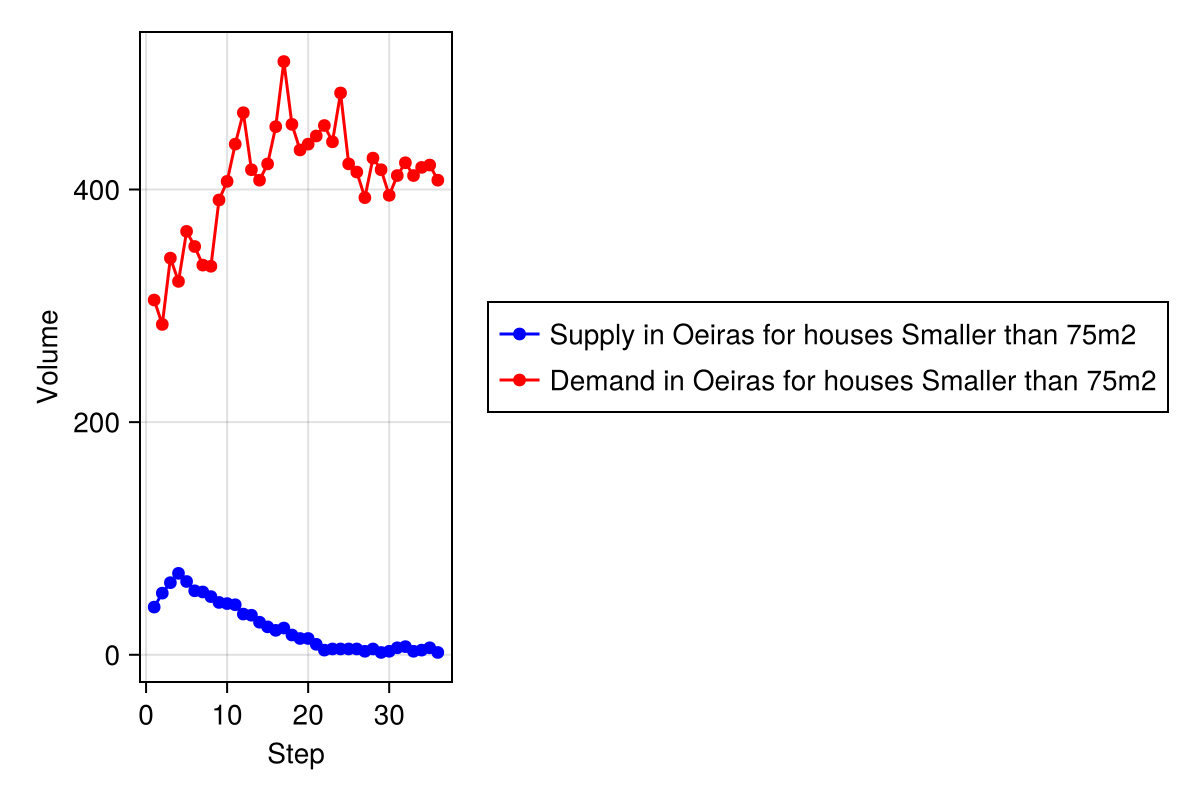 Volume
400
200
0
0 10 20 30
Step
Supply in Oeiras for houses Smaller than 75m2
Demand in Oeiras for houses Smaller than 75m2